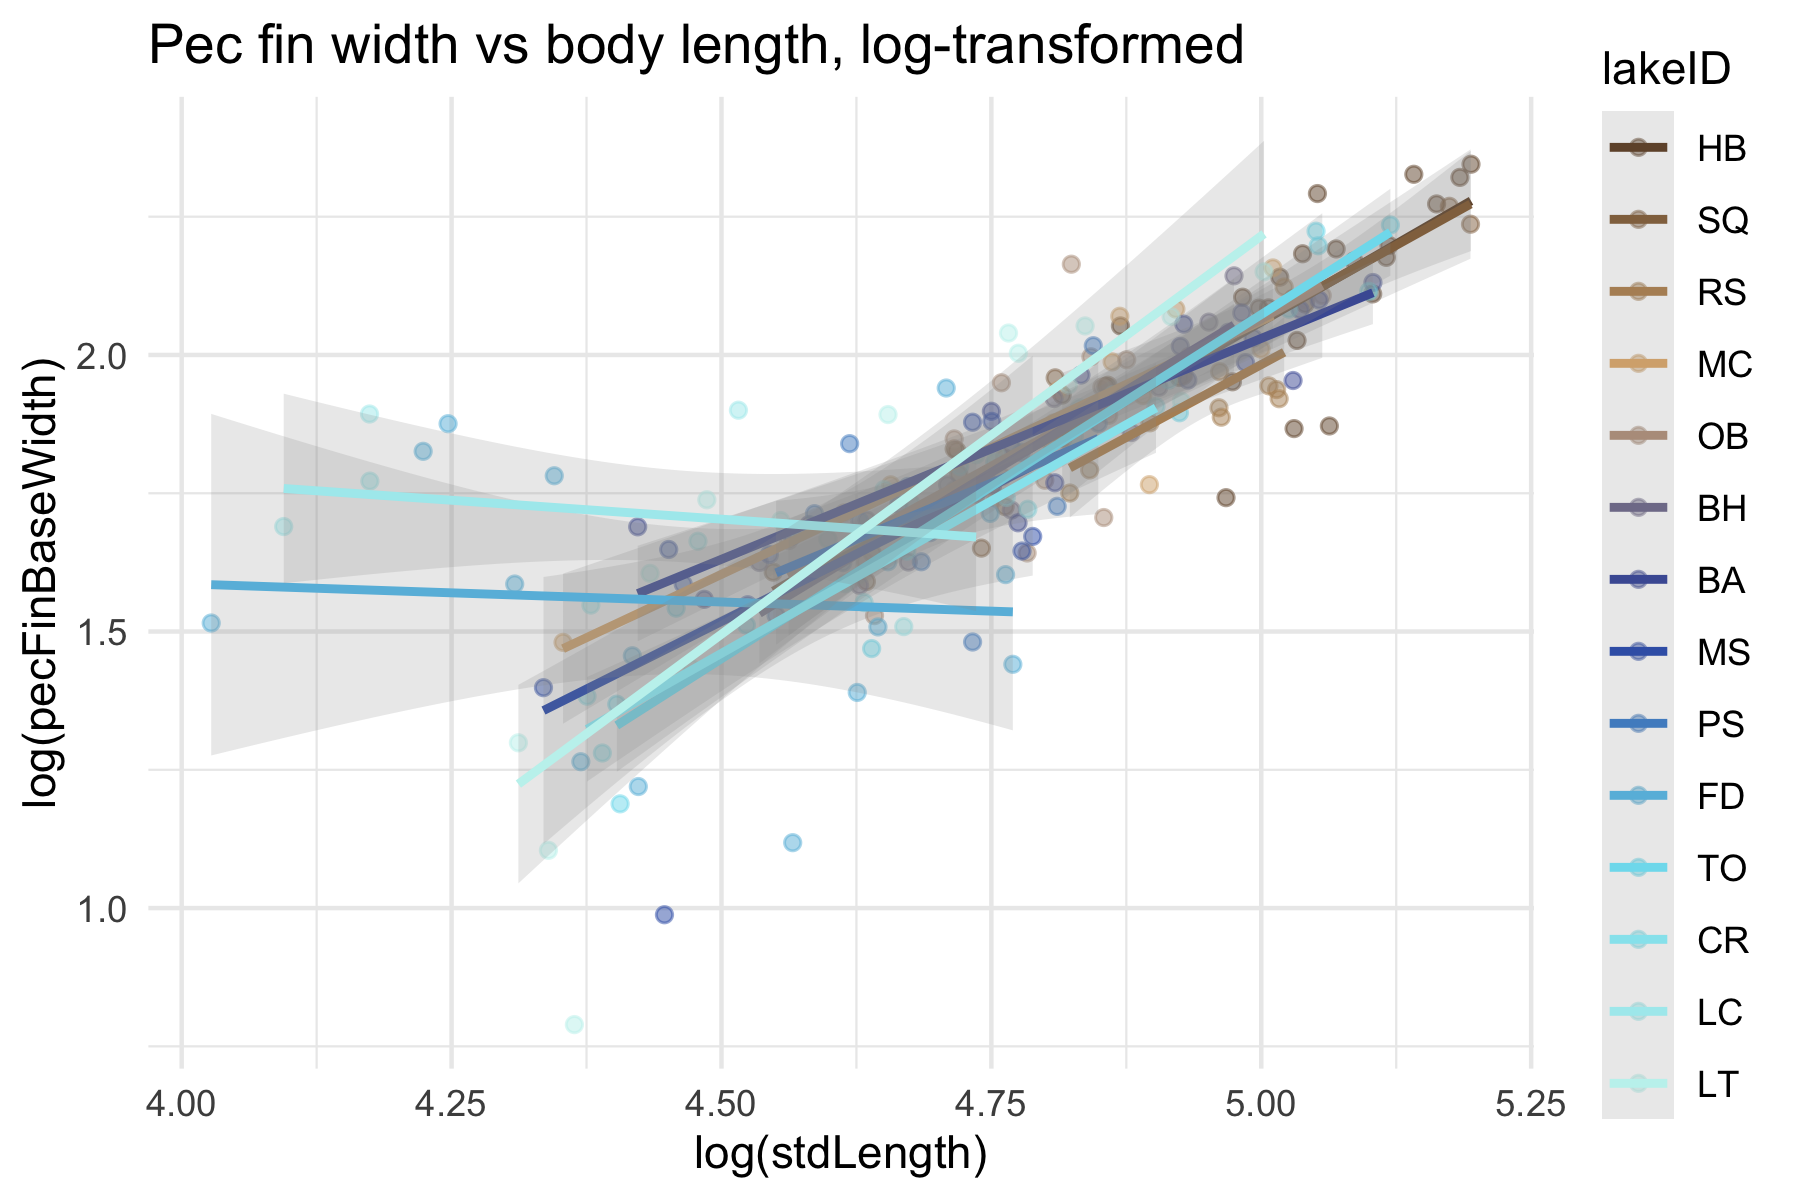 Pec fin width vs body length, log-transformed
lakeID
HB
SQ
RS
MC
OB
BH
BA
MS
PS
FD
TO
CR
LC
LT
log(pecFinBaseWidth)
2.0
1.5
1.0
4.00 4.25 4.50 4.75 5.00 5.25
log(stdLength)